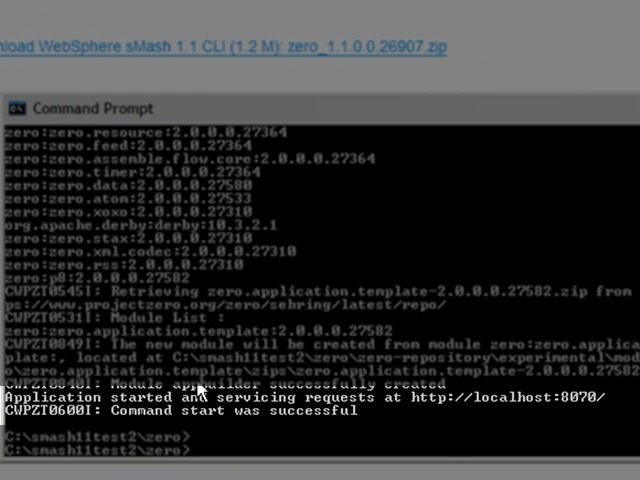 nload WebSphere sMash 1.1 CLI (1.2 M): zero_1.1.0.0.26907.zip
Command Prompt
zero:zero.resource:2.0.0.0.27364
zero:zero.feed:2.0.0.0.27364
zero:zero.assemble.flow.core:2.0.0.0.27364
zero:zero.timer:2.0.0.0.27364
zero:zero.data:2.0.0.0.27580
zero:zero.atom:2.0.0.0.27533
zero:zero.xoxo:2.0.0.0.27310
org.apache.derby:derby:10.3.2.1
zero:zero.stax:2.0.0.0.27310
zero:zero.xml.codec:2.0.0.0.27310
zero:zero.rss:2.0.0.0.27310
zero:p8:2.0.0.0.27582
CWPZT0545I: Retrieving zero.application.template-2.0.0.0.27582.zip from
ps://www.projectzero.org/zero/sebring/latest/repo/
CWPZT0531I: Module List :
zero:zero.application.template:2.0.0.0.27582
CWPZT0849I: The new module will be created from module zero:zero.applica
plate:, located at C:\smash11test2\zero\zero-repository\experimental\mod
o\zero.application.template\zips\zero.application.template-2.0.0.0.27582
CWPZT0840I: Module appbuilder successfully created
Application started and servicing requests at http://localhost:8070/
CWPZT0600I: Command start was successful
C:\smash11test2\zero>
C:\smash11test2\zero>